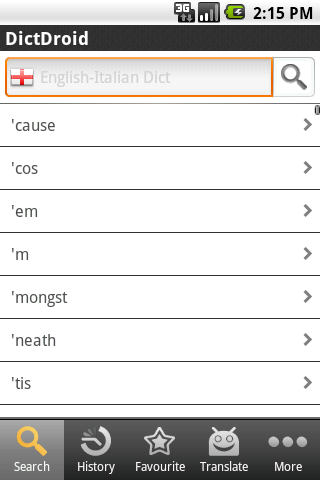 3G 2:15 PM
DictDroid
English-Italian Dict
'cause
'cos
'em
'm
'mongst
'neath
'tis
Search History Favourite Translate More